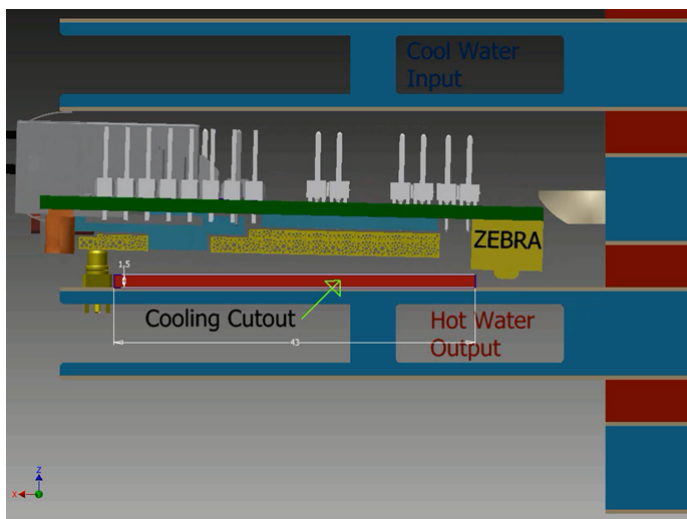 Cool Water
Input
ZEBRA
1,5
Cooling Cutout
Hot Water
Output
43
Z
X